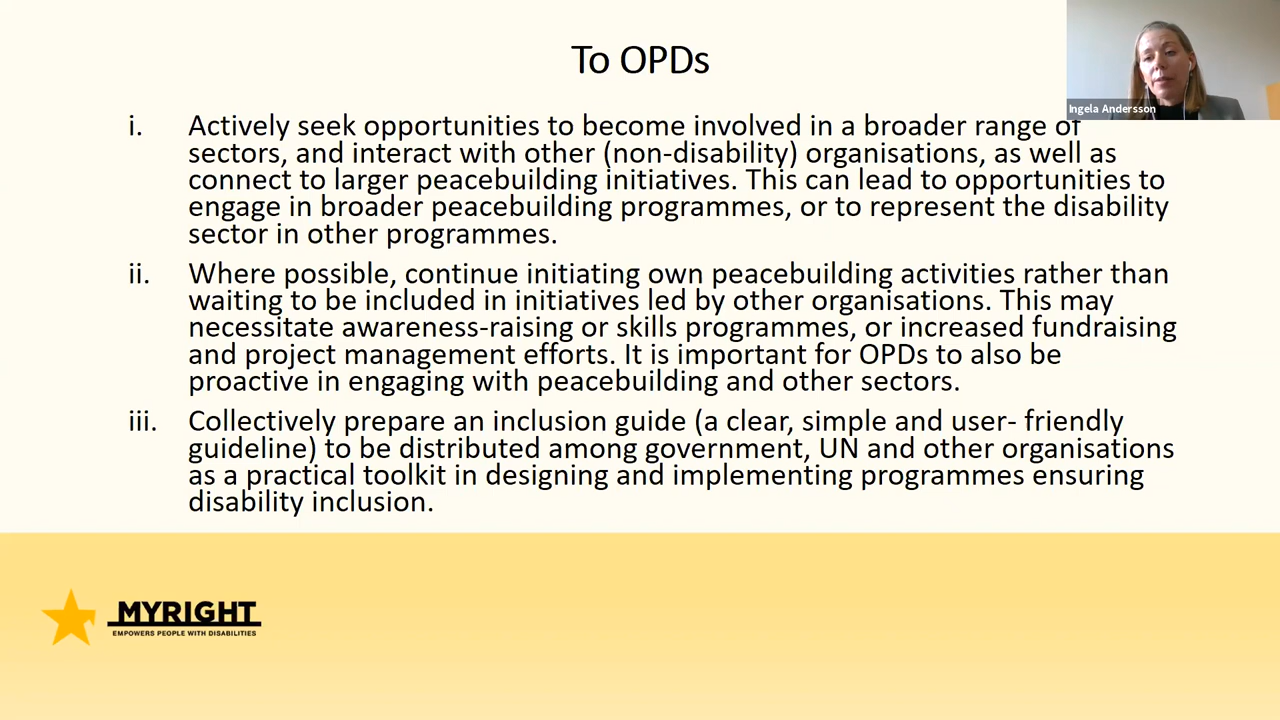 To OPDs
Ingela Andersson
i. Actively seek opportunities to become involved in a broader range of
sectors, and interact with other (non-disability) organisations, as well as
connect to larger peacebuilding initiatives. This can lead to opportunities to
engage in broader peacebuilding programmes, or to represent the disability
sector in other programmes.
ii. Where possible, continue initiating own peacebuilding activities rather than
waiting to be included in initiatives led by other organisations. This may
necessitate awareness-raising or skills programmes, or increased fundraising
and project management efforts. It is important for OPDs to also be
proactive in engaging with peacebuilding and other sectors.
iii. Collectively prepare an inclusion guide (a clear, simple and user- friendly
guideline) to be distributed among government, UN and other organisations
as a practical toolkit in designing and implementing programmes ensuring
disability inclusion.
MYRIGHT
EMPOWERS PEOPLE WITH DISABILITIES